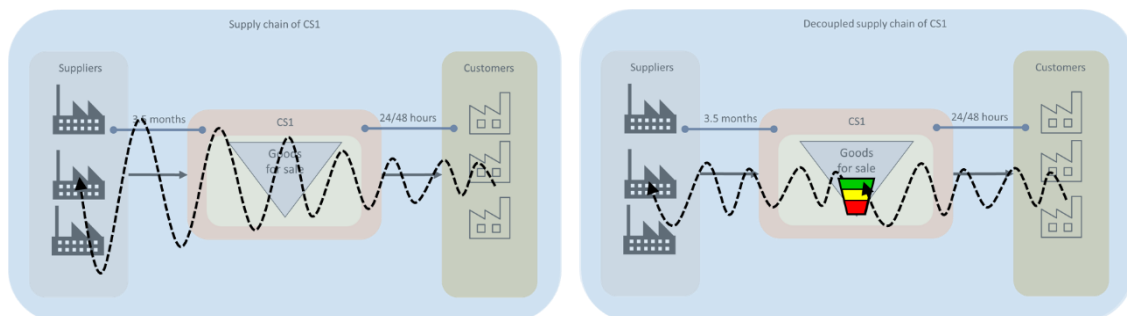 Supply chain of CS1
Suppliers
Customers
3.5 months
CS1
24/48 hours
Goods
for sale
Decoupled supply chain of CS1
Suppliers
Customers
3.5 months
CS1
24/48 hours
Goods
for sale